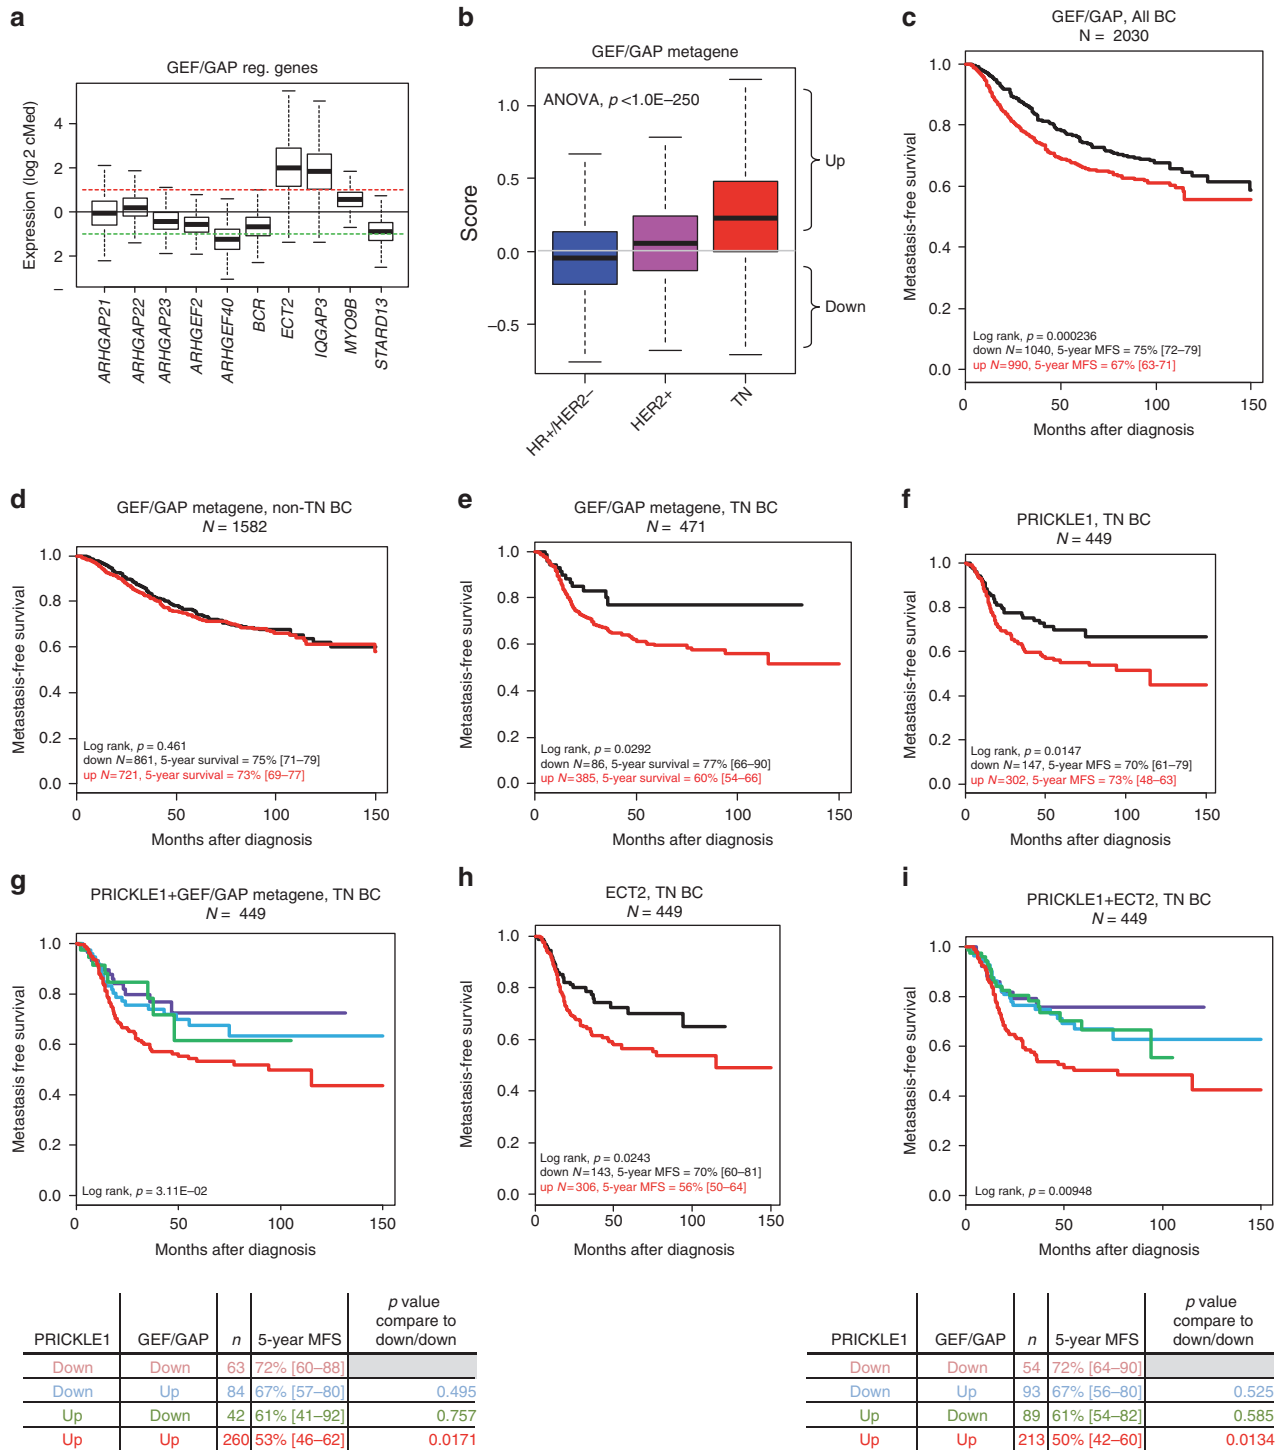 a
GEF/GAP reg. genes
Expression (log2 cMed)
4
2
0
2
–
ARHGAP21
ARHGAP22
ARHGAP23
ARHGEF2
ARHGEF40
BCR
ECT2
IQGAP3
MYO9B
STARD13
b
GEF/GAP metagene
ANOVA, p <1.0E–250
Score
1.0
0.5
0.0
–0.5
Up
Down
HR+/HER2–
HER2+
TN
c
GEF/GAP, All BC
N = 2030
Metastasis-free survival
1.0
0.8
0.6
0.4
0.2
0.0
Log rank, p = 0.000236
down N=1040, 5-year MFS = 75% [72–79]
up N=990, 5-year MFS = 67% [63-71]
0 50 100 150
Months after diagnosis
d
GEF/GAP metagene, non-TN BC
N = 1582
Metastasis-free survival
1.0
0.8
0.6
0.4
0.2
0.0
Log rank, p = 0.461
down N=861, 5-year survival = 75% [71–79]
up N=721, 5-year survival = 73% [69–77]
0 50 100 150
Months after diagnosis
e
GEF/GAP metagene, TN BC
N = 471
Metastasis-free survival
1.0
0.8
0.6
0.4
0.2
0.0
Log rank, p = 0.0292
down N=86, 5-year survival = 77% [66–90]
up N=385, 5-year survival = 60% [54–66]
0 50 100 150
Months after diagnosis
f
PRICKLE1, TN BC
N = 449
Metastasis-free survival
1.0
0.8
0.6
0.4
0.2
0.0
Log rank, p = 0.0147
down N=147, 5-year MFS = 70% [61–79]
up N=302, 5-year MFS = 73% [48–63]
0 50 100 150
Months after diagnosis
g
PRICKLE1+GEF/GAP metagene, TN BC
N = 449
Metastasis free survival
1.0
0.8
0.6
0.4
0.2
0.0
Log rank, p = 3.11E–02
0 50 100 150
Months after diagnosis
h
ECT2, TN BC
N = 449
Metastasis-free survival
1.0
0.8
0.6
0.4
0.2
0.0
Log rank, p = 0.0243
down N=143, 5-year MFS = 70% [60–81]
up N=306, 5-year MFS = 56% [50–64]
0 50 100 150
Months after diagnosis
i
PRICKLE1+ECT2, TN BC
N = 449
Metastasis-free survival
1.0
0.8
0.6
0.4
0.2
0.0
Log rank, p = 0.00948
0 50 100 150
Months after diagnosis
PRICKLE1 GEF/GAP n 5-year MFS p value compare to down/down
Down Down 63 72% [60–88]
Down Up 84 67% [57–80] 0.495
Up Down 42 61% [41–92] 0.757
Up Up 260 53% [46–62] 0.0171
PRICKLE1 GEF/GAP n 5-year MFS p value compare to down/down
Down Down 54 72% [64–90]
Down Up 93 67% [56–80] 0.525
Up Down 89 61% [54–82] 0.585
Up Up 213 50% [42–60] 0.0134